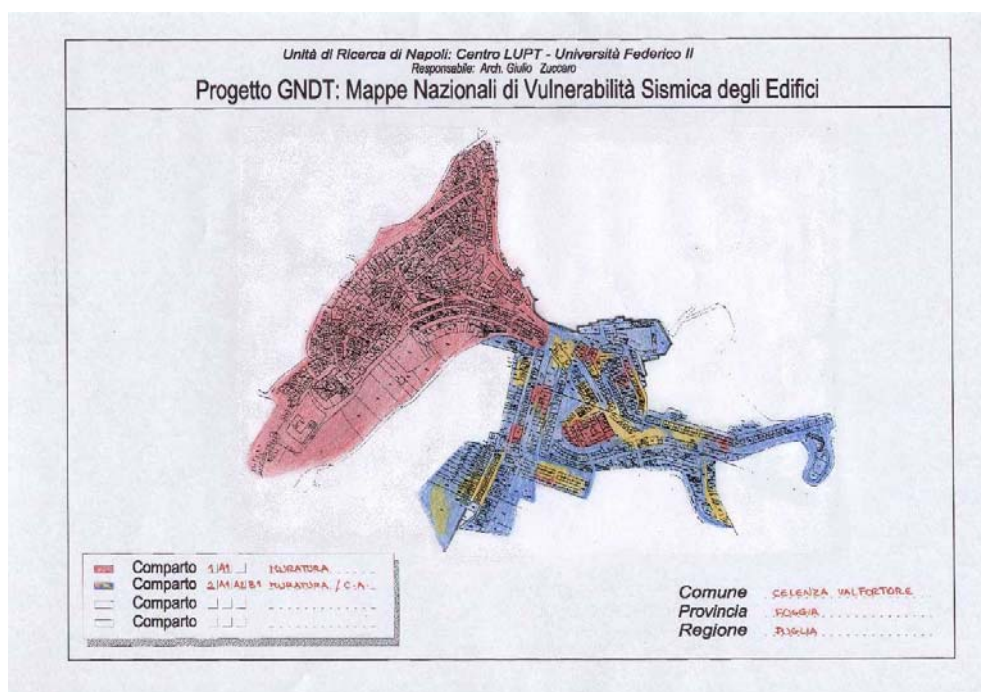 Unità di Ricerca di Napoli: Centro LUPT - Università Federico II
Responsabile: Arch. Giulio Zuccaro
Progetto GNDT: Mappe Nazionali di Vulnerabilità Sismica degli Edifici
Comparto 1/A1 MURATURA
Comparto 2/A1/A2/B1 MURATURA / C.A.
Comparto
Comparto
Comune CELENZA VALFORTORE
Provincia FOGGIA
Regione PUGLIA